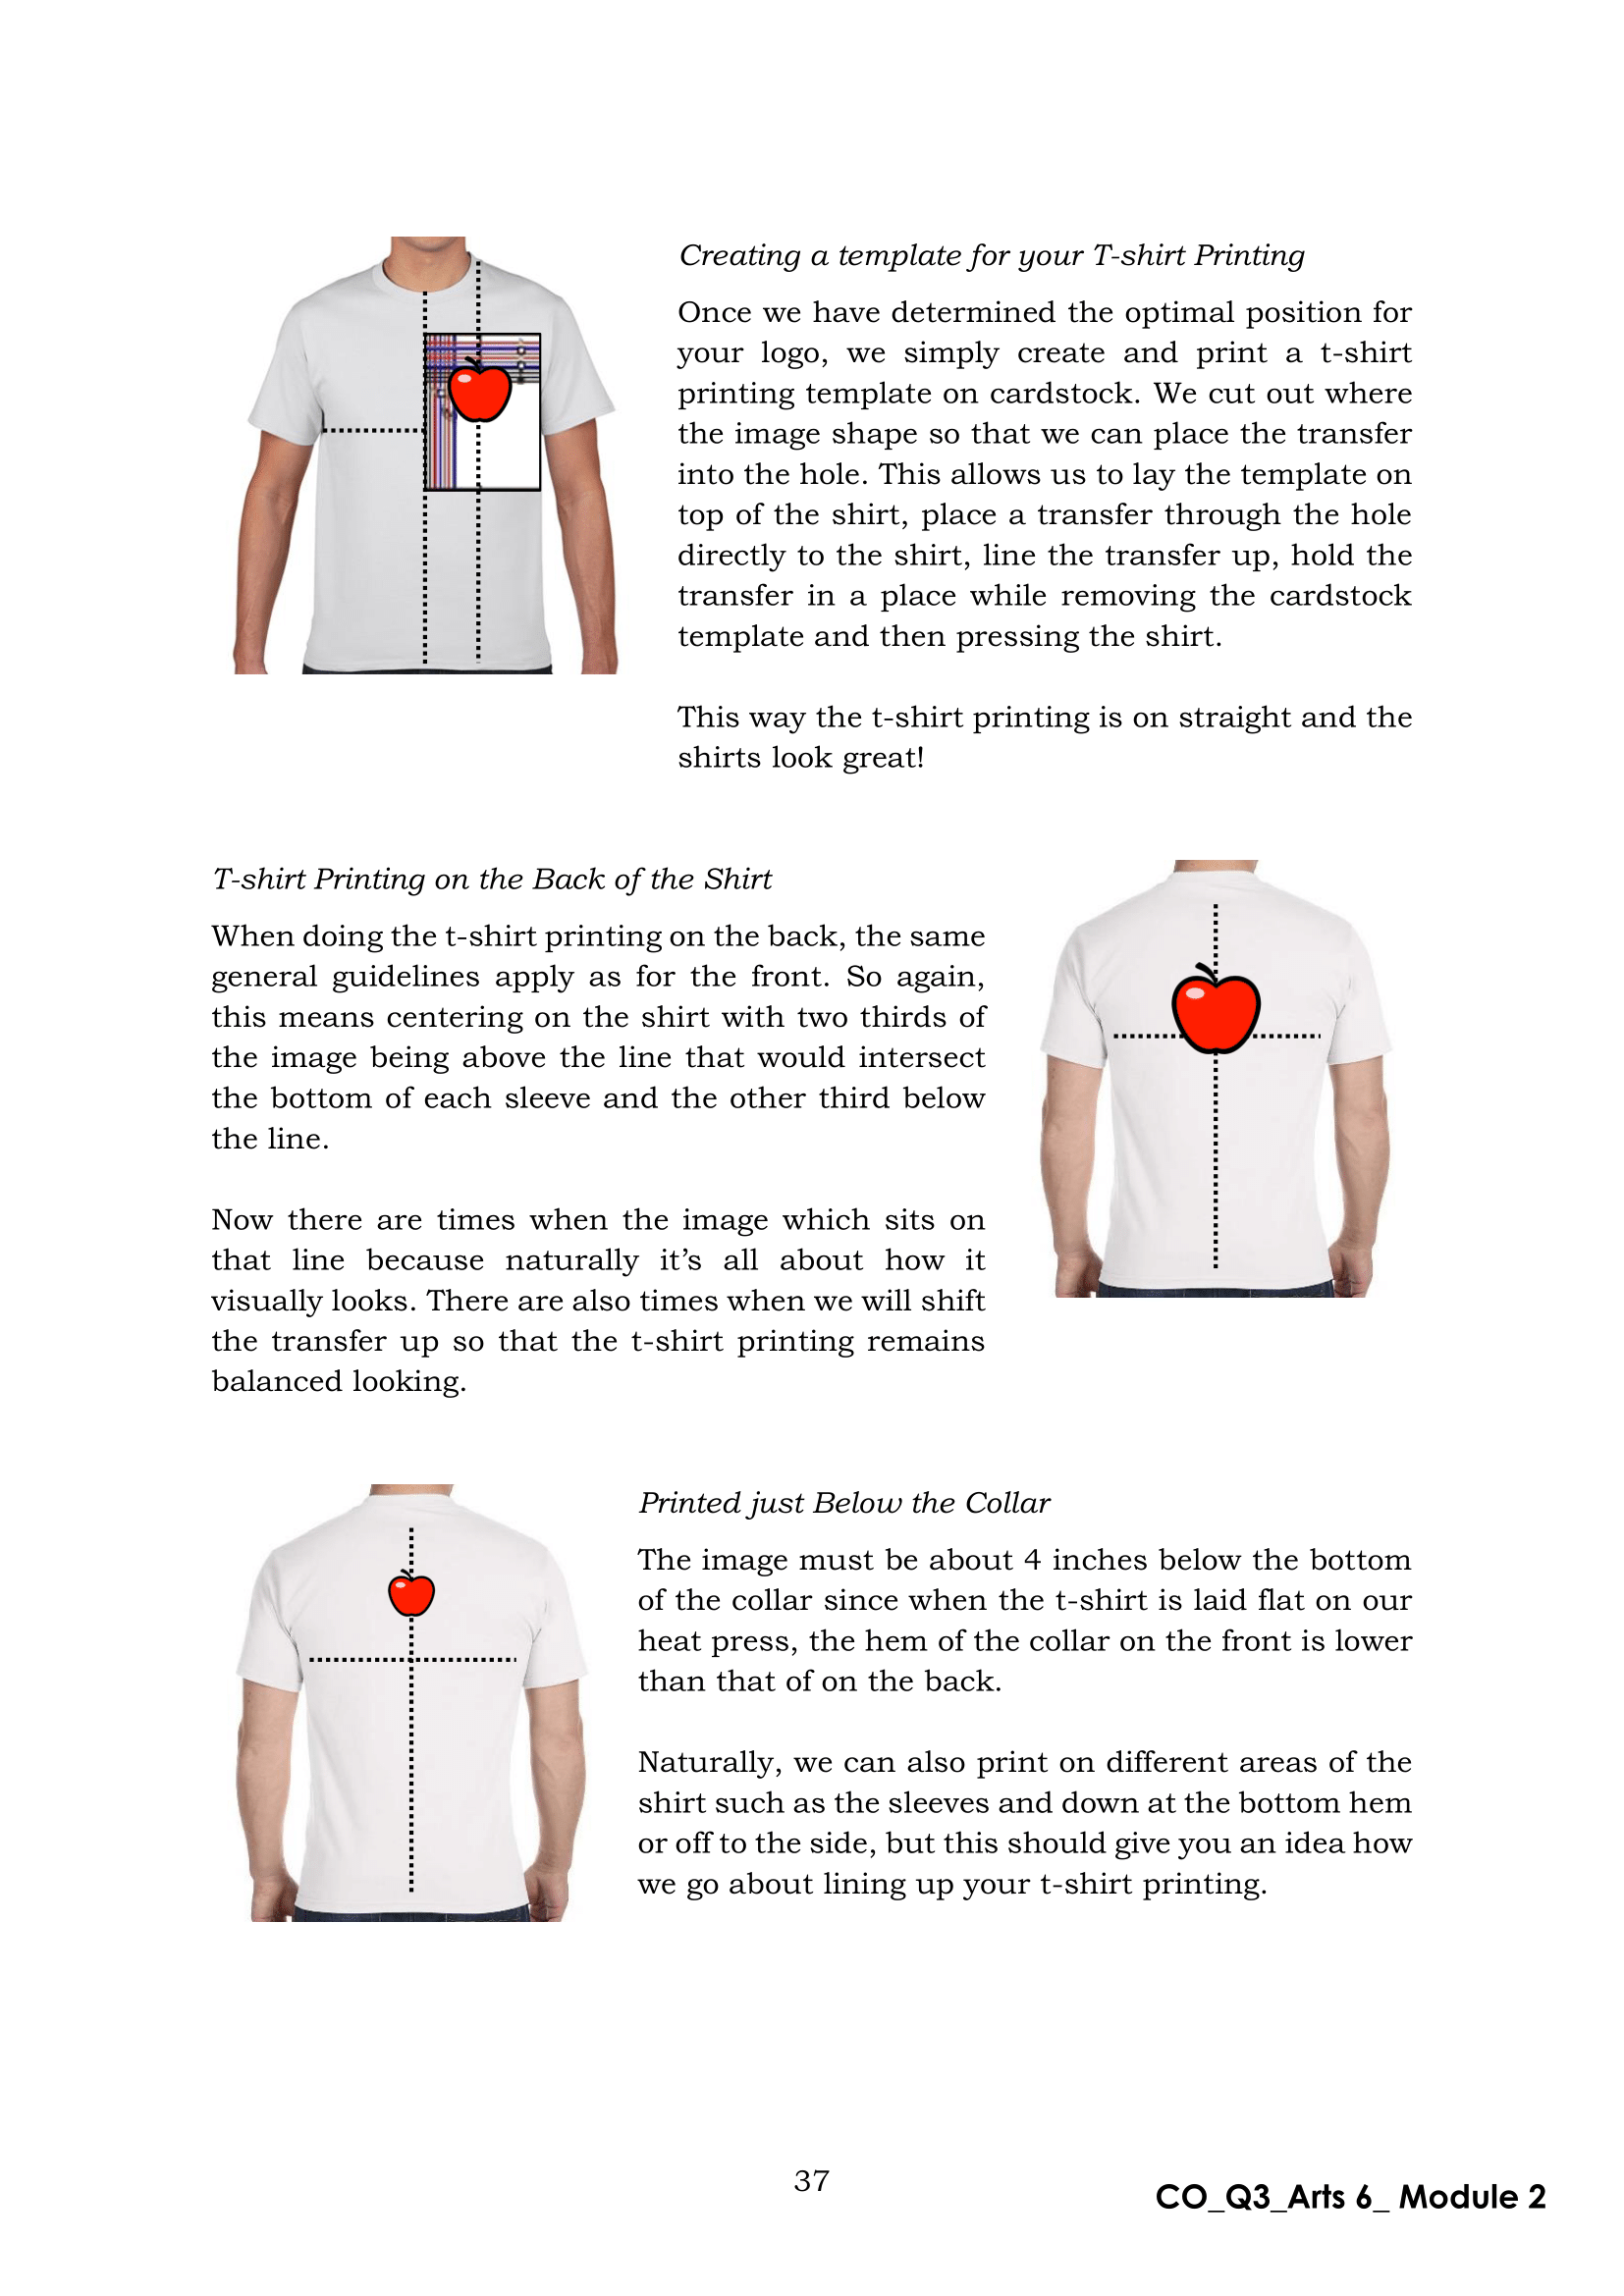 Creating a template for your T-shirt Printing
Once we have determined the optimal position for
your logo, we simply create and print a t-shirt
printing template on cardstock. We cut out where
the image shape so that we can place the transfer
into the hole. This allows us to lay the template on
top of the shirt, place a transfer through the hole
directly to the shirt, line the transfer up, hold the
transfer in a place while removing the cardstock
template and then pressing the shirt.
This way the t-shirt printing is on straight and the
shirts look great!
T-shirt Printing on the Back of the Shirt
When doing the t-shirt printing on the back, the same
general guidelines apply as for the front. So again,
this means centering on the shirt with two thirds of
the image being above the line that would intersect
the bottom of each sleeve and the other third below
the line.
Now there are times when the image which sits on
that line because naturally it’s all about how it
visually looks. There are also times when we will shift
the transfer up so that the t-shirt printing remains
balanced looking.
Printed just Below the Collar
The image must be about 4 inches below the bottom
of the collar since when the t-shirt is laid flat on our
heat press, the hem of the collar on the front is lower
than that of on the back.
Naturally, we can also print on different areas of the
shirt such as the sleeves and down at the bottom hem
or off to the side, but this should give you an idea how
we go about lining up your t-shirt printing.
37
CO_Q3_Arts 6_ Module 2